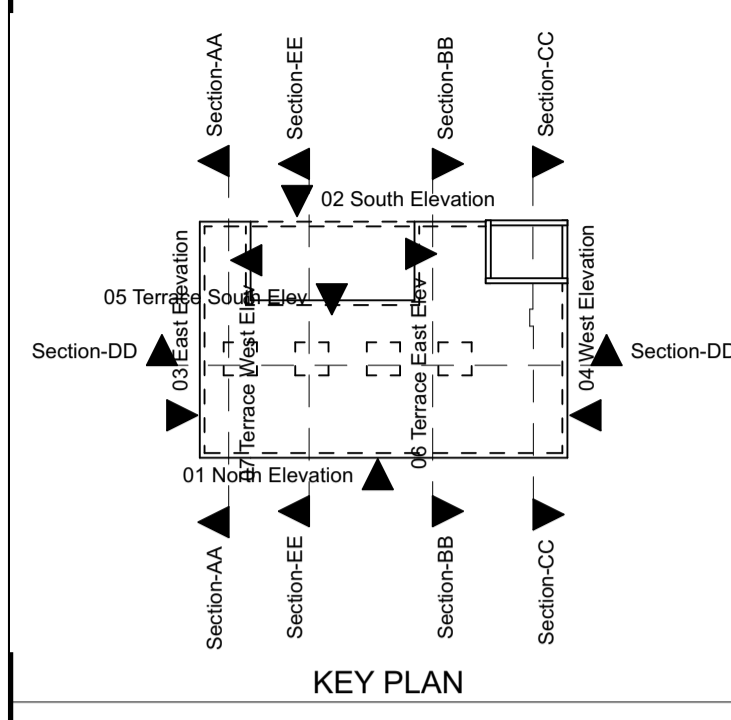 Section-AA
Section-EE
Section-BB
Section-CC
02 South Elevation
03 East Elevation
05 Terrace South Elev
07 Terrace West Elev
06 Terrace East Elev
04 West Elevation
Section-DD
Section-DD
01 North Elevation
Section-AA
Section-EE
Section-BB
Section-CC
KEY PLAN